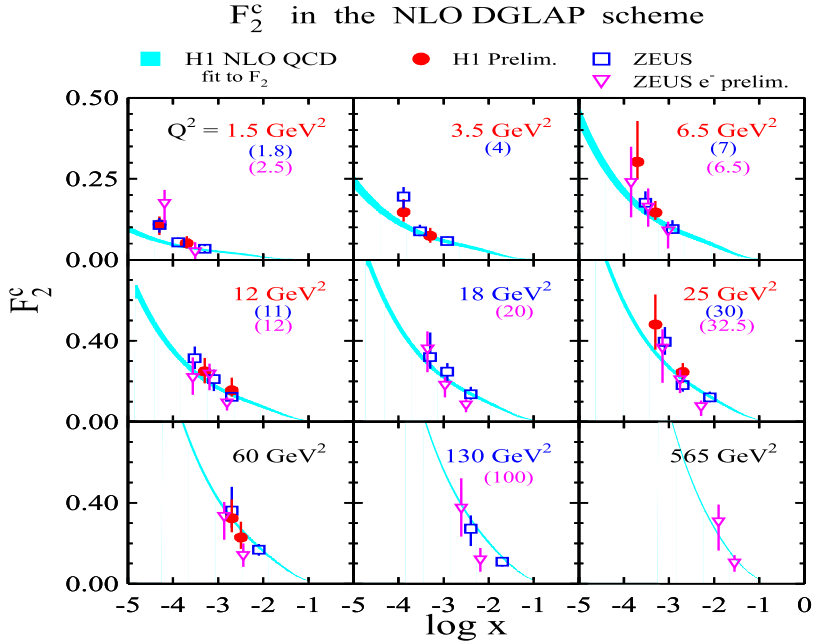 F₂ᶜ in the NLO DGLAP scheme
H1 NLO QCD
fit to F₂
H1 Prelim.
ZEUS
ZEUS e⁻ prelim.
0.50
0.25
0.00
Q² = 1.5 GeV²
(1.8)
(2.5)
3.5 GeV²
(4)
6.5 GeV²
(7)
(6.5)
F₂ᶜ
0.40
0.00
12 GeV²
(11)
(12)
18 GeV²
(20)
25 GeV²
(30)
(32.5)
0.40
0.00
60 GeV²
130 GeV²
(100)
565 GeV²
-5 -4 -3 -2 -1 -5 -4 -3 -2 -1 -5 -4 -3 -2 -1 0
log x